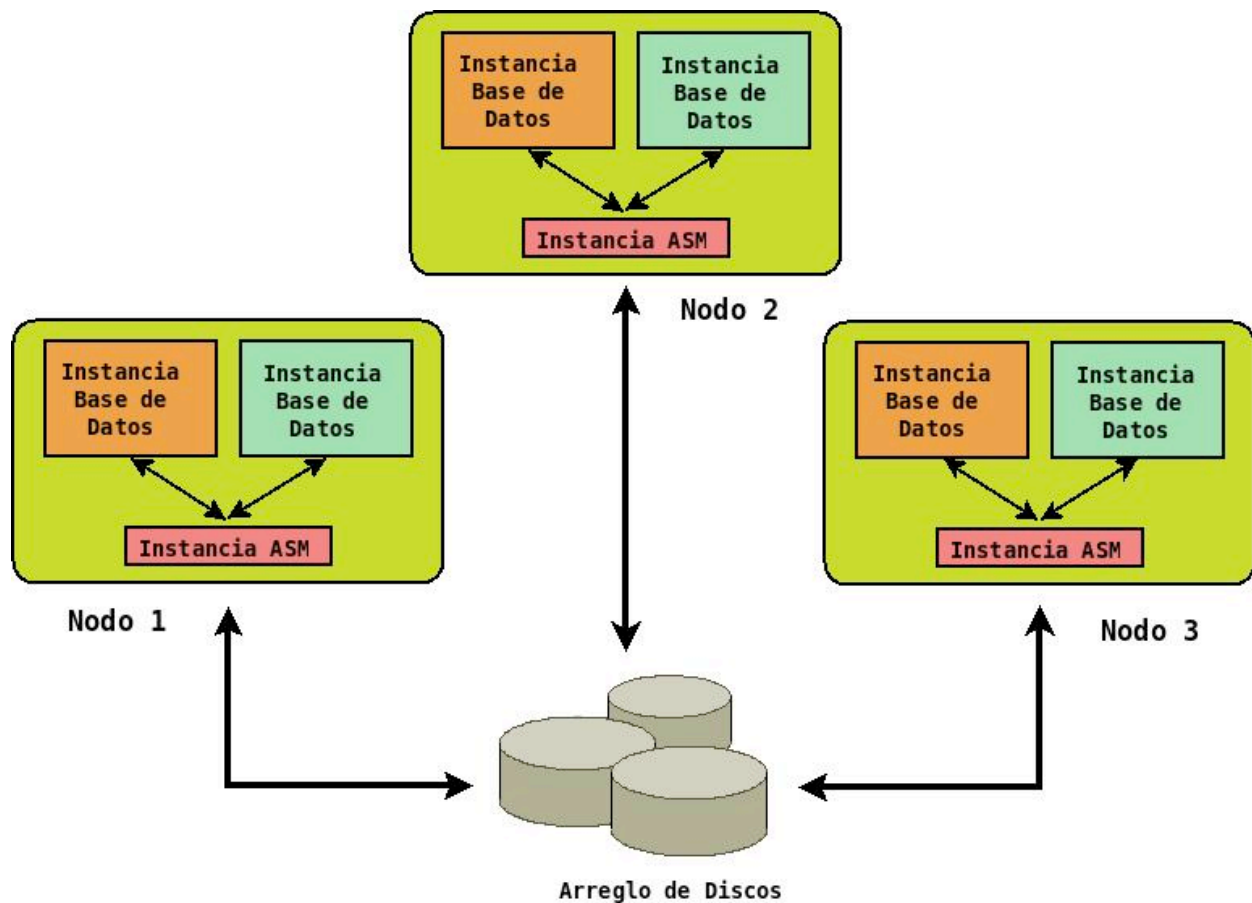 Instancia
Base de
Datos
Instancia
Base de
Datos
Instancia ASM
Nodo 2
Instancia
Base de
Datos
Instancia
Base de
Datos
Instancia ASM
Nodo 1
Instancia
Base de
Datos
Instancia
Base de
Datos
Instancia ASM
Nodo 3
Arreglo de Discos